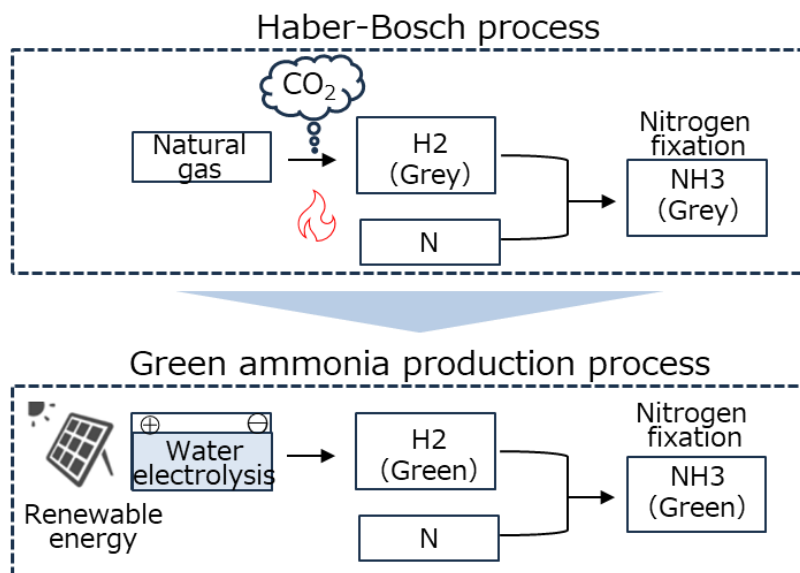 Haber-Bosch process
CO₂
Natural
gas
H2
(Grey)
N
Nitrogen
fixation
NH3
(Grey)
Green ammonia production process
Renewable
energy
⊕ ⊖
Water
electrolysis
H2
(Green)
N
Nitrogen
fixation
NH3
(Green)